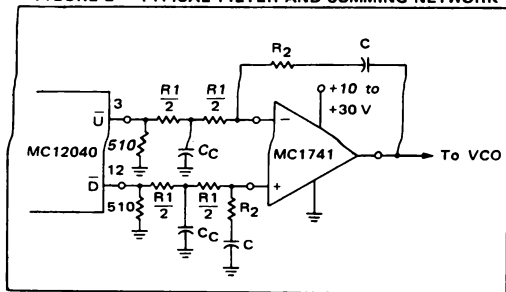 FIGURE 2 — TYPICAL FILTER AND SUMMING NETWORK
R2 C
+10 to
+30 V
3 R1/2 R1/2
U̅
510 CC
MC12040
MC1741
−
+
To VCO
12
D̅
510 R1/2 R1/2 R2
CC C